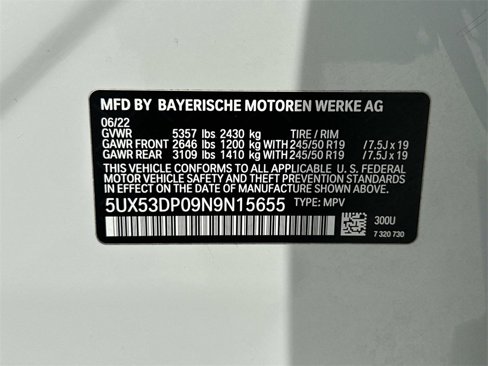 MFD BY BAYERISCHE MOTOREN WERKE AG
06/22
GVWR 5357 lbs 2430 kg TIRE / RIM
GAWR FRONT 2646 lbs 1200 kg WITH 245/50 R19 / 7.5J x 19
GAWR REAR 3109 lbs 1410 kg WITH 245/50 R19 / 7.5J x 19
THIS VEHICLE CONFORMS TO ALL APPLICABLE U. S. FEDERAL
MOTOR VEHICLE SAFETY STANDARDS IN EFFECT ON THE
DATE OF MANUFACTURE SHOWN ABOVE.
5UX53DP09N9N15655 TYPE: MPV
300U
7 320 730